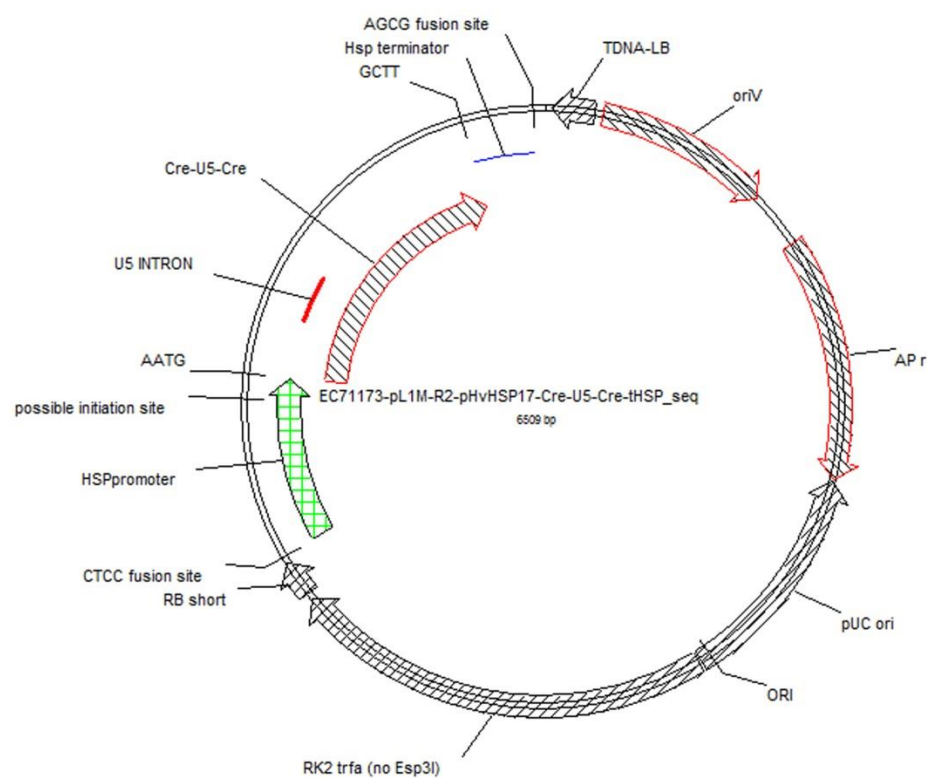 AGCG fusion site
Hsp terminator
GCTT
TDNA-LB
oriV
Cre-U5-Cre
U5 INTRON
AATG
possible initiation site
AP r
EC71173-pL1M-R2-pHvHSP17-Cre-U5-Cre-tHSP_seq
6509 bp
HSPpromoter
CTCC fusion site
RB short
pUC ori
ORI
RK2 trfa (no Esp3I)